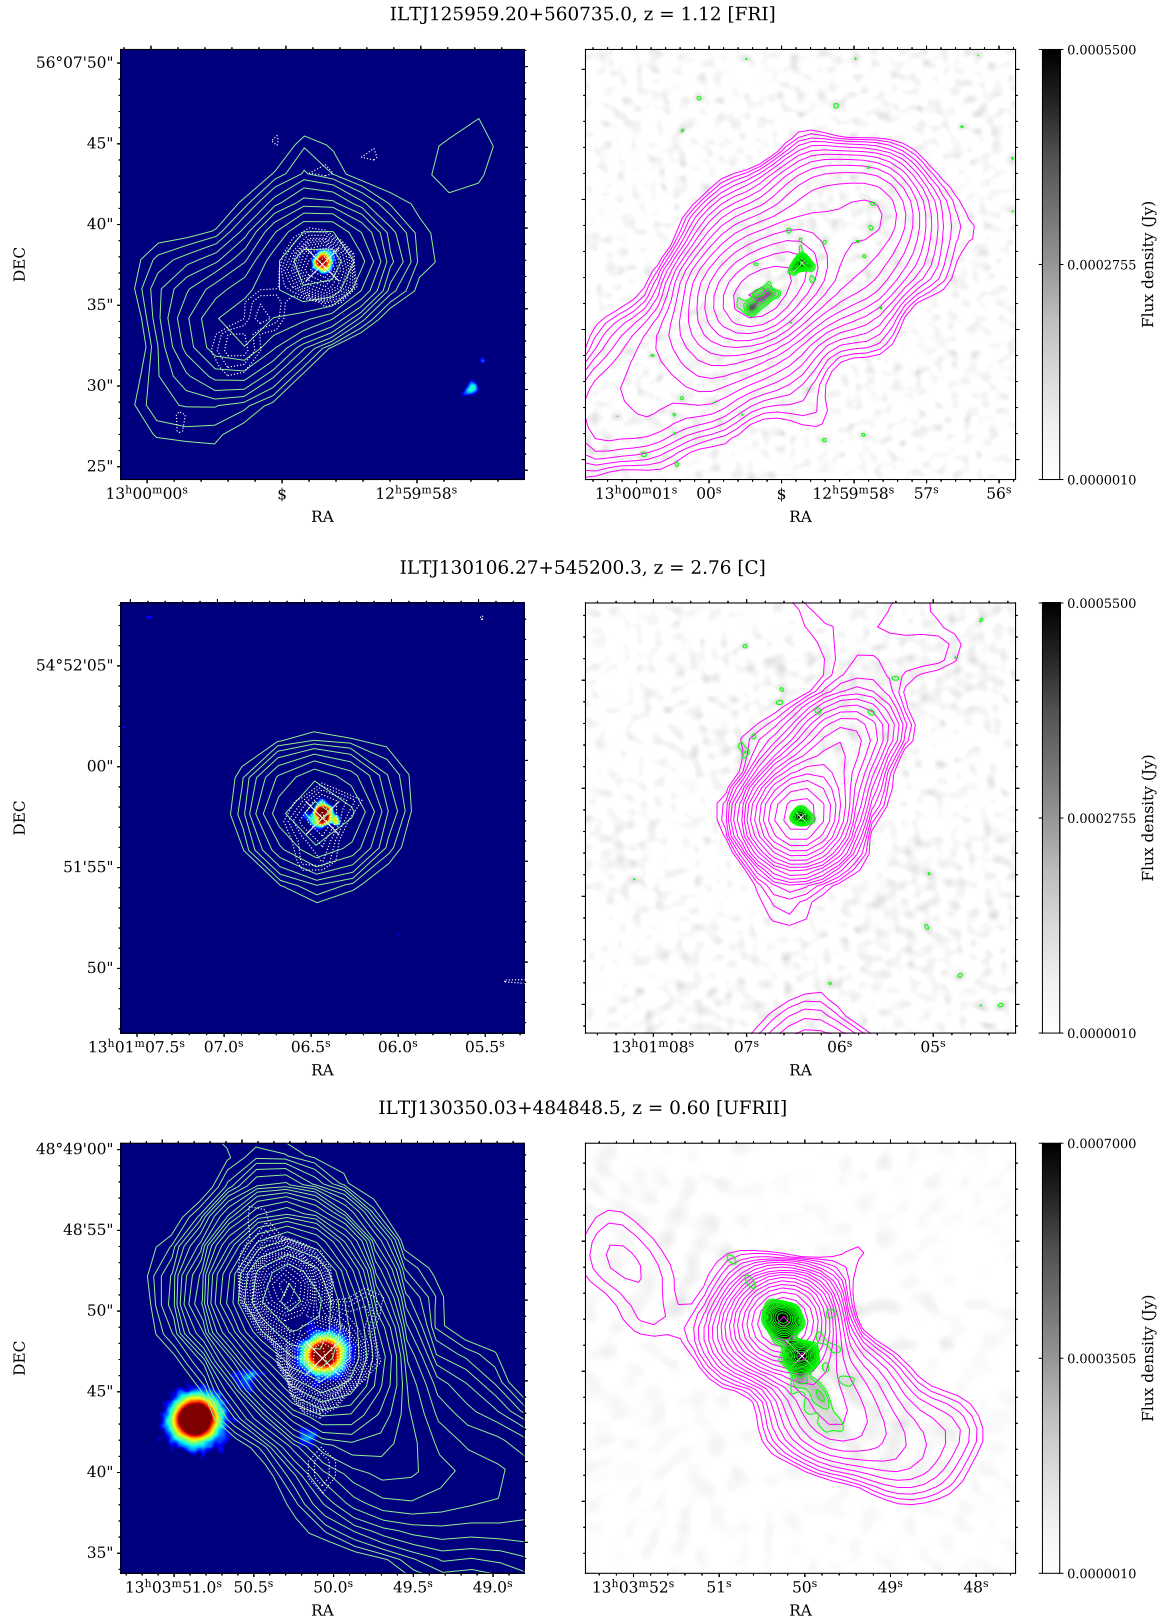 ILTJ125959.20+560735.0, z = 1.12 [FRI]
56°07'50"
45"
40"
35"
30"
25"
DEC
13ʰ00ᵐ00ˢ
$
12ʰ59ᵐ58ˢ
RA
13ʰ00ᵐ01ˢ
00ˢ
$
12ʰ59ᵐ58ˢ
57ˢ
56ˢ
RA
0.0005500
0.0002755
0.0000010
Flux density (Jy)
ILTJ130106.27+545200.3, z = 2.76 [C]
54°52'05"
00"
51'55"
50"
DEC
13ʰ01ᵐ07.5ˢ
07.0ˢ
06.5ˢ
06.0ˢ
05.5ˢ
RA
13ʰ01ᵐ08ˢ
07ˢ
06ˢ
05ˢ
RA
0.0005500
0.0002755
0.0000010
Flux density (Jy)
ILTJ130350.03+484848.5, z = 0.60 [UFRII]
48°49'00"
48'55"
50"
45"
40"
35"
DEC
13ʰ03ᵐ51.0ˢ
50.5ˢ
50.0ˢ
49.5ˢ
49.0ˢ
RA
13ʰ03ᵐ52ˢ
51ˢ
50ˢ
49ˢ
48ˢ
RA
0.0007000
0.0003505
0.0000010
Flux density (Jy)